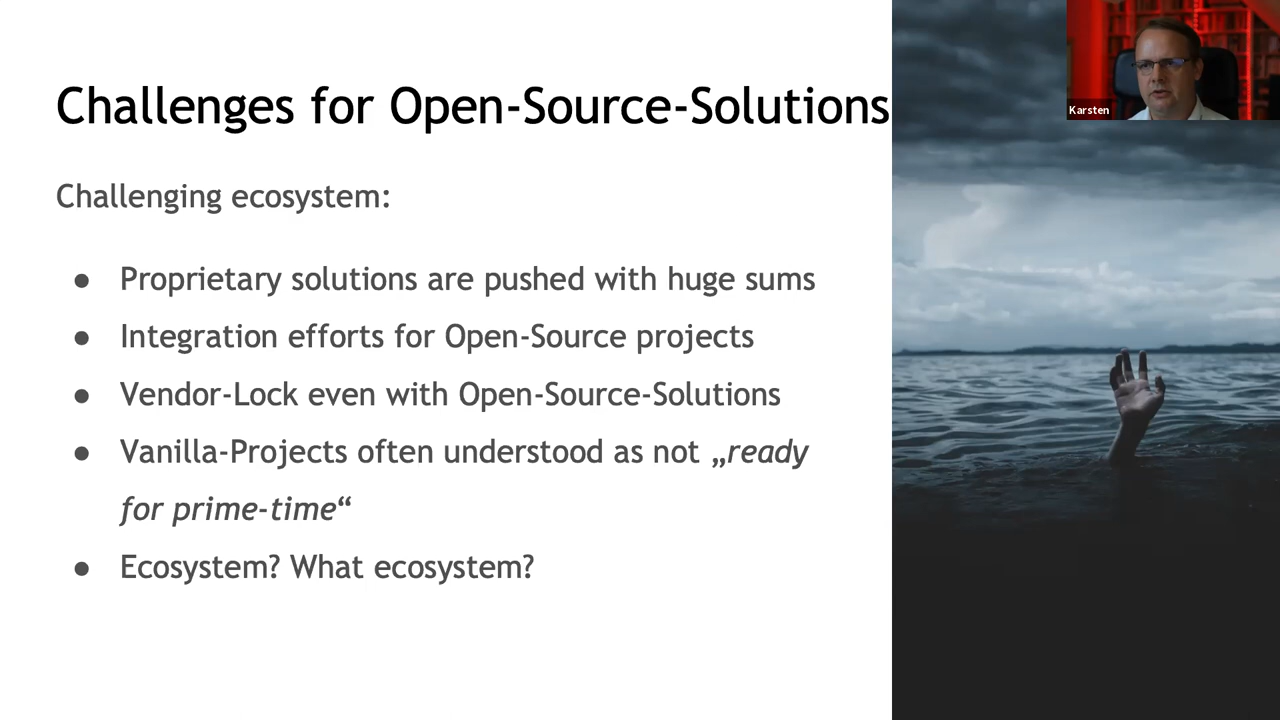 Challenges for Open-Source-Solutions
Karsten
Challenging ecosystem:
● Proprietary solutions are pushed with huge sums
● Integration efforts for Open-Source projects
● Vendor-Lock even with Open-Source-Solutions
● Vanilla-Projects often understood as not „ready
for prime-time“
● Ecosystem? What ecosystem?